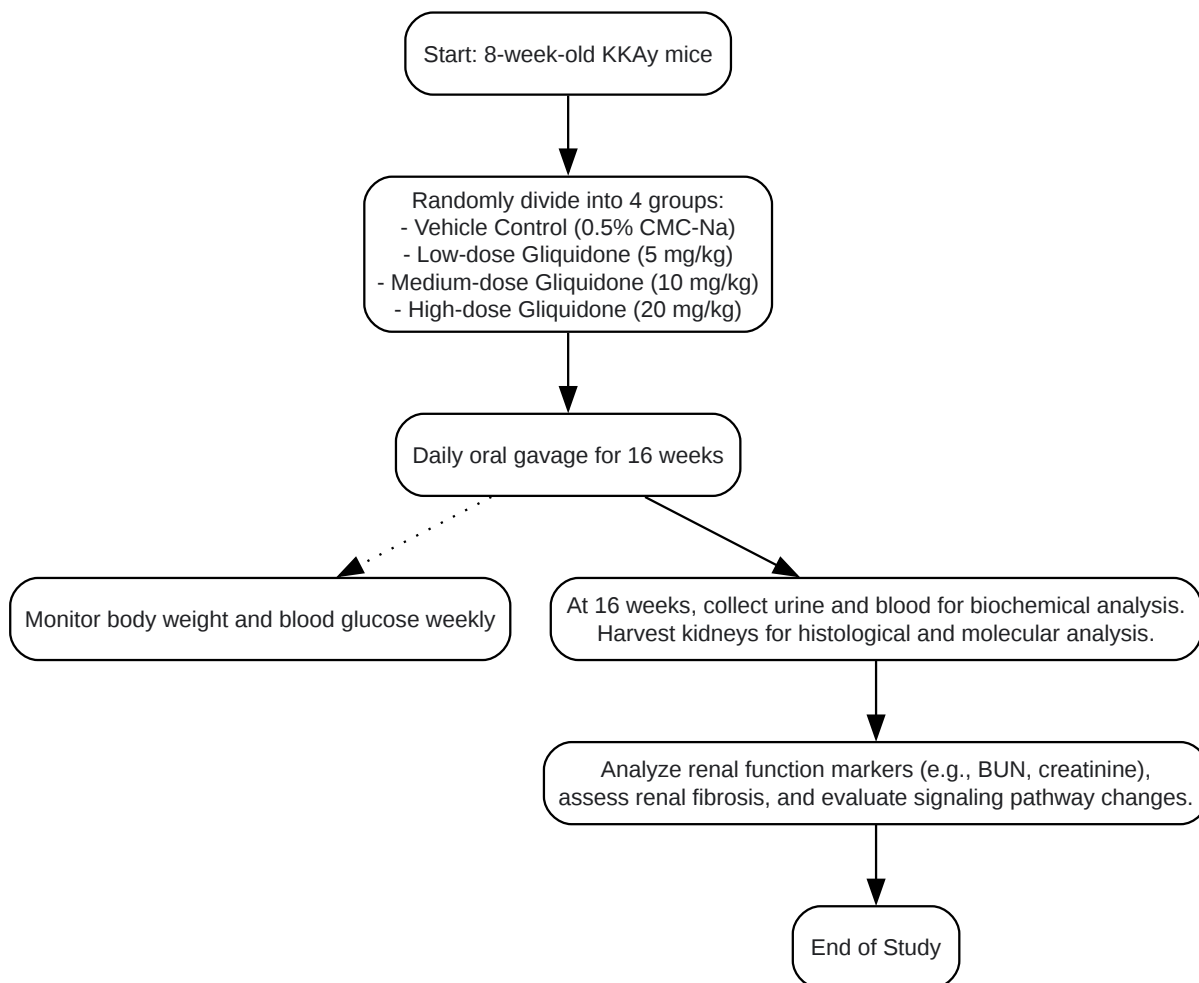 Start: 8-week-old KKAy mice
Randomly divide into 4 groups:
- Vehicle Control (0.5% CMC-Na)
- Low-dose Gliquidone (5 mg/kg)
- Medium-dose Gliquidone (10 mg/kg)
- High-dose Gliquidone (20 mg/kg)
Daily oral gavage for 16 weeks
Monitor body weight and blood glucose weekly
At 16 weeks, collect urine and blood for biochemical analysis.
Harvest kidneys for histological and molecular analysis.
Analyze renal function markers (e.g., BUN, creatinine),
assess renal fibrosis, and evaluate signaling pathway changes.
End of Study